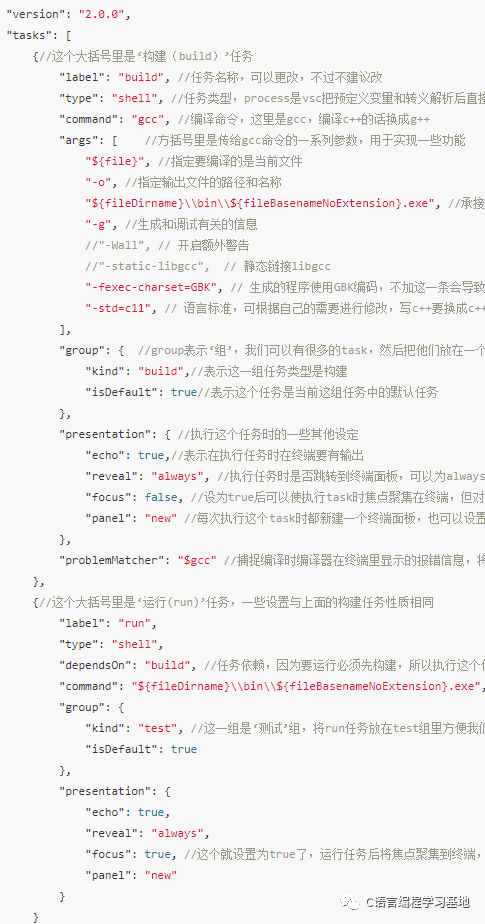 "version": "2.0.0",
"tasks": [
{//这个大括号里是‘构建（build）’任务
"label": "build", //任务名称，可以更改，不过不建议改
"type": "shell", //任务类型，process是vsc把预定义变量和转义解析后直接
"command": "gcc", //编译命令，这里是gcc，编译c++的话换成g++
"args": [    //方括号里是传给gcc命令的一系列参数，用于实现一些功能
"${file}", //指定要编译的是当前文件
"-o", //指定输出文件的路径和名称
"${fileDirname}\\bin\\${fileBasenameNoExtension}.exe", //承接
"-g", //生成和调试有关的信息
//"-Wall", // 开启额外警告
//"-static-libgcc",  // 静态链接libgcc
"-fexec-charset=GBK", // 生成的程序使用GBK编码，不加这一条会导致
"-std=c11", // 语言标准，可根据自己的需要进行修改，写c++要换成c++
],
"group": {  //group表示‘组’，我们可以有很多的task，然后把他们放在一个
"kind": "build",//表示这一组任务类型是构建
"isDefault": true//表示这个任务是当前这组任务中的默认任务
},
"presentation": { //执行这个任务时的一些其他设定
"echo": true,//表示在执行任务时在终端要有输出
"reveal": "always", //执行任务时是否跳转到终端面板，可以为always
"focus": false, //设为true后可以使执行task时焦点聚集在终端，但对
"panel": "new" //每次执行这个task时都新建一个终端面板，也可以设置
},
"problemMatcher": "$gcc" //捕捉编译时编译器在终端里显示的报错信息，将
},
{//这个大括号里是‘运行(run)’任务，一些设置与上面的构建任务性质相同
"label": "run",
"type": "shell",
"dependsOn": "build", //任务依赖，因为要运行必须先构建，所以执行这个任
"command": "${fileDirname}\\bin\\${fileBasenameNoExtension}.exe",
"group": {
"kind": "test", //这一组是‘测试’组，将run任务放在test组里方便我们
"isDefault": true
},
"presentation": {
"echo": true,
"reveal": "always",
"focus": true, //这个就设置为true了，运行任务后将焦点聚集到终端，
"panel": "new"
}
}
C语言编程学习基地